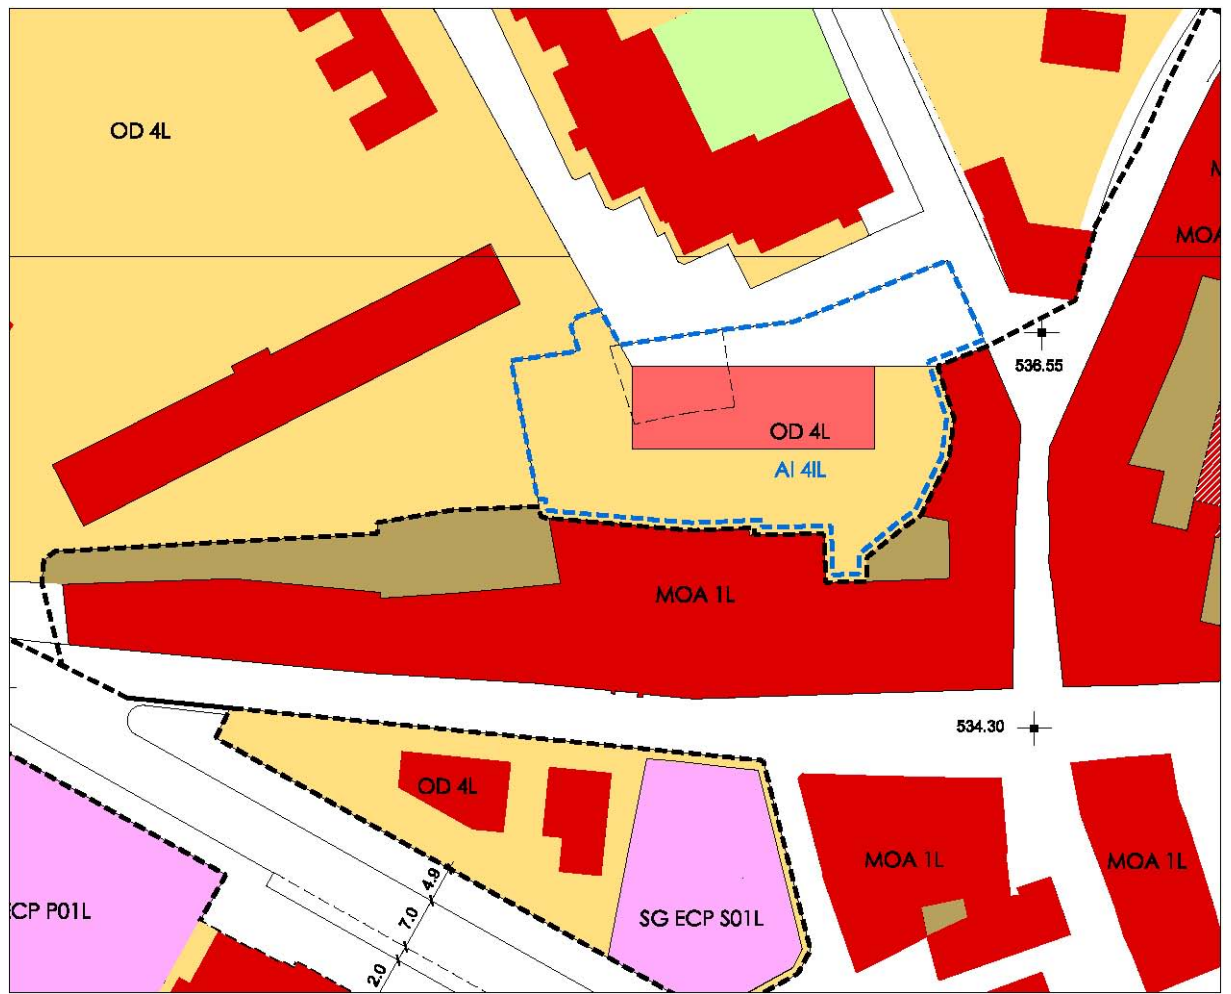 OD 4L
MOA
536.55
OD 4L
AI 4IL
MOA 1L
534.30
OD 4L
4.9
7.0
2.0
MOA 1L
MOA 1L
CP P01L
SG ECP S01L